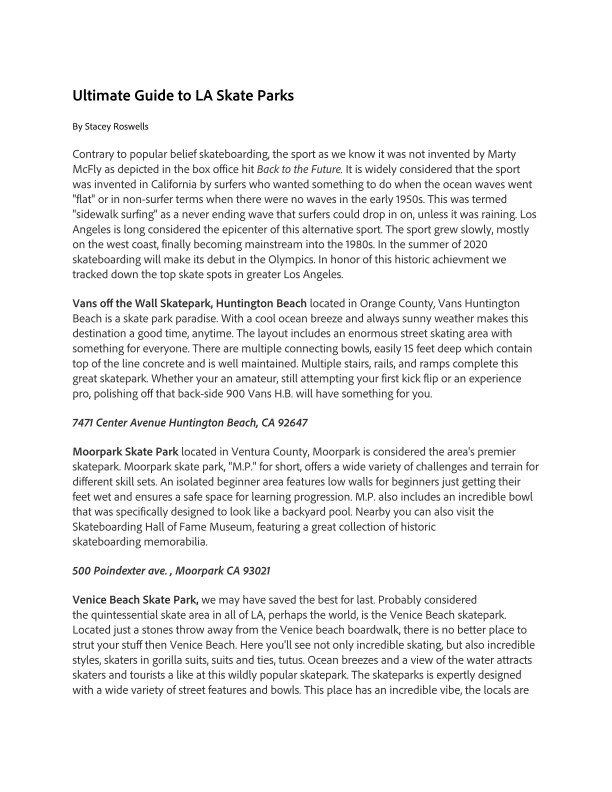 Ultimate Guide to LA Skate Parks
By Stacey Roswells
Contrary to popular belief skateboarding, the sport as we know it was not invented by Marty
McFly as depicted in the box office hit Back to the Future. It is widely considered that the sport
was invented in California by surfers who wanted something to do when the ocean waves went
"flat" or in non-surfer terms when there were no waves in the early 1950s. This was termed
"sidewalk surfing" as a never ending wave that surfers could drop in on, unless it was raining. Los
Angeles is long considered the epicenter of this alternative sport. The sport grew slowly, mostly
on the west coast, finally becoming mainstream into the 1980s. In the summer of 2020
skateboarding will make its debut in the Olympics. In honor of this historic achievment we
tracked down the top skate spots in greater Los Angeles.
Vans off the Wall Skatepark, Huntington Beach located in Orange County, Vans Huntington
Beach is a skate park paradise. With a cool ocean breeze and always sunny weather makes this
destination a good time, anytime. The layout includes an enormous street skating area with
something for everyone. There are multiple connecting bowls, easily 15 feet deep which contain
top of the line concrete and is well maintained. Multiple stairs, rails, and ramps complete this
great skatepark. Whether your an amateur, still attempting your first kick flip or an experience
pro, polishing off that back-side 900 Vans H.B. will have something for you.
7471 Center Avenue Huntington Beach, CA 92647
Moorpark Skate Park located in Ventura County, Moorpark is considered the area's premier
skatepark. Moorpark skate park, "M.P." for short, offers a wide variety of challenges and terrain for
different skill sets. An isolated beginner area features low walls for beginners just getting their
feet wet and ensures a safe space for learning progression. M.P. also includes an incredible bowl
that was specifically designed to look like a backyard pool. Nearby you can also visit the
Skateboarding Hall of Fame Museum, featuring a great collection of historic
skateboarding memorabilia.
500 Poindexter ave. , Moorpark CA 93021
Venice Beach Skate Park, we may have saved the best for last. Probably considered
the quintessential skate area in all of LA, perhaps the world, is the Venice Beach skatepark.
Located just a stones throw away from the Venice beach boardwalk, there is no better place to
strut your stuff then Venice Beach. Here you'll see not only incredible skating, but also incredible
styles, skaters in gorilla suits, suits and ties, tutus. Ocean breezes and a view of the water attracts
skaters and tourists a like at this wildly popular skatepark. The skateparks is expertly designed
with a wide variety of street features and bowls. This place has an incredible vibe, the locals are